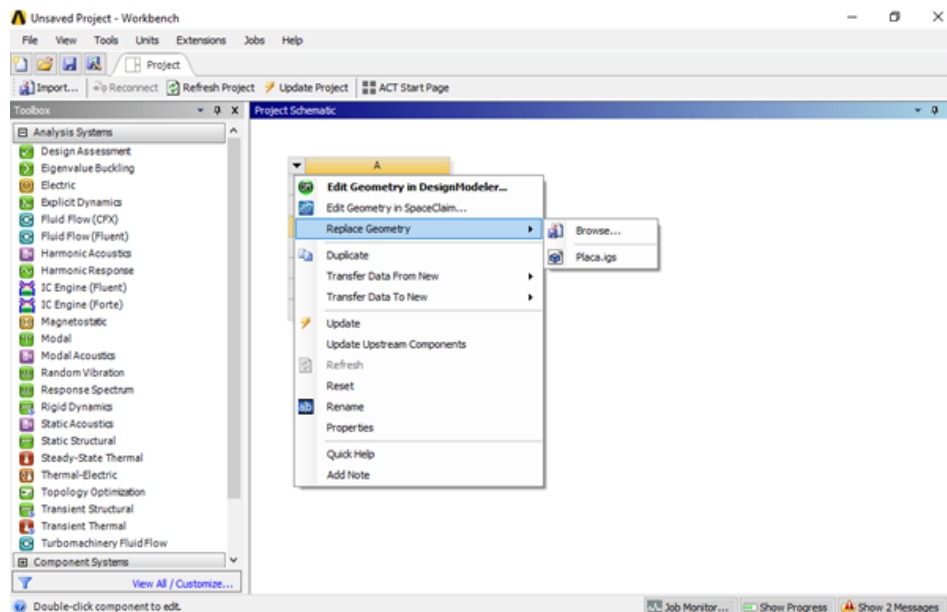 Unsaved Project - Workbench
File View Tools Units Extensions Jobs Help
Project
Import... Reconnect Refresh Project Update Project ACT Start Page
Toolbox
Project Schematic
Analysis Systems
Design Assessment
Eigenvalue Buckling
Electric
Explicit Dynamics
Fluid Flow (CFX)
Fluid Flow (Fluent)
Harmonic Acoustics
Harmonic Response
IC Engine (Fluent)
IC Engine (Forte)
Magnetostatic
Modal
Modal Acoustics
Random Vibration
Response Spectrum
Rigid Dynamics
Static Acoustics
Static Structural
Steady-State Thermal
Thermal-Electric
Topology Optimization
Transient Structural
Transient Thermal
Turbomachinery Fluid Flow
Component Systems
View All / Customize...
A
Edit Geometry in DesignModeler...
Edit Geometry in SpaceClaim...
Replace Geometry
Browse...
Placa.igs
Duplicate
Transfer Data From New
Transfer Data To New
Update
Update Upstream Components
Refresh
Reset
Rename
Properties
Quick Help
Add Note
Double-click component to edit.
Job Monitor... Show Progress Show 2 Messages